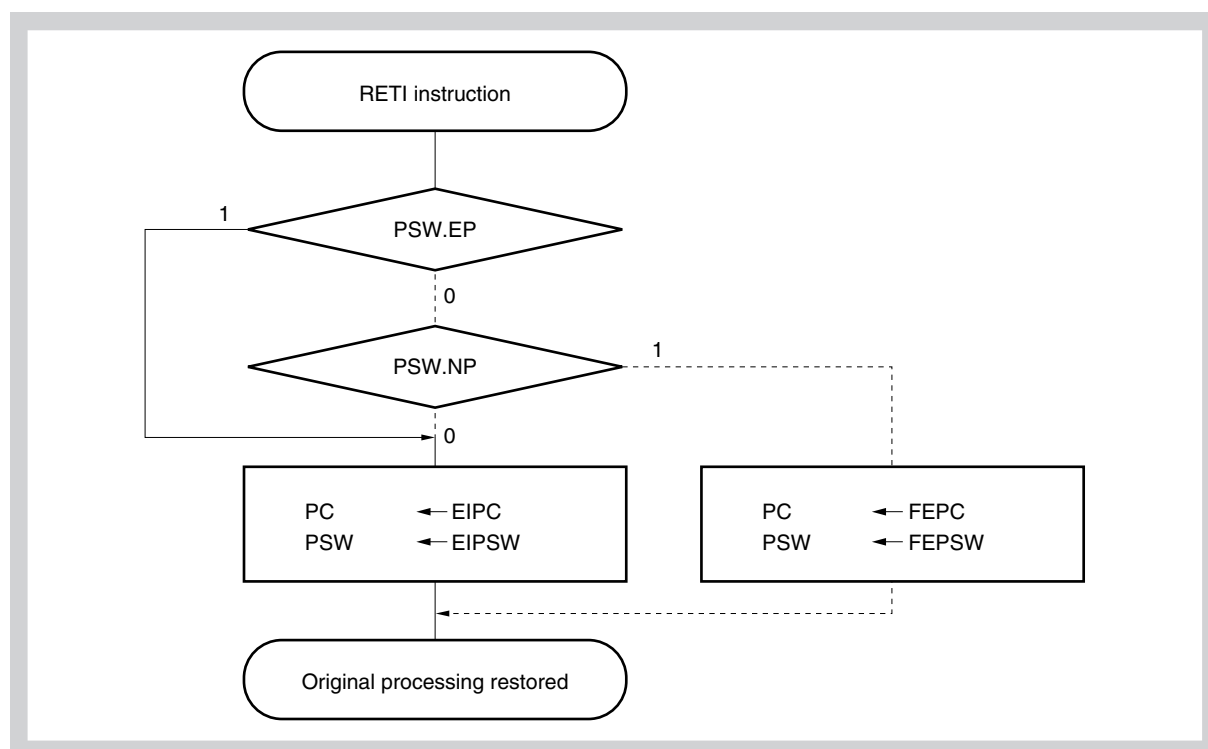 RETI instruction
1
PSW.EP
0
1
PSW.NP
0
PC ← EIPC
PSW ← EIPSW
PC ← FEPC
PSW ← FEPSW
Original processing restored